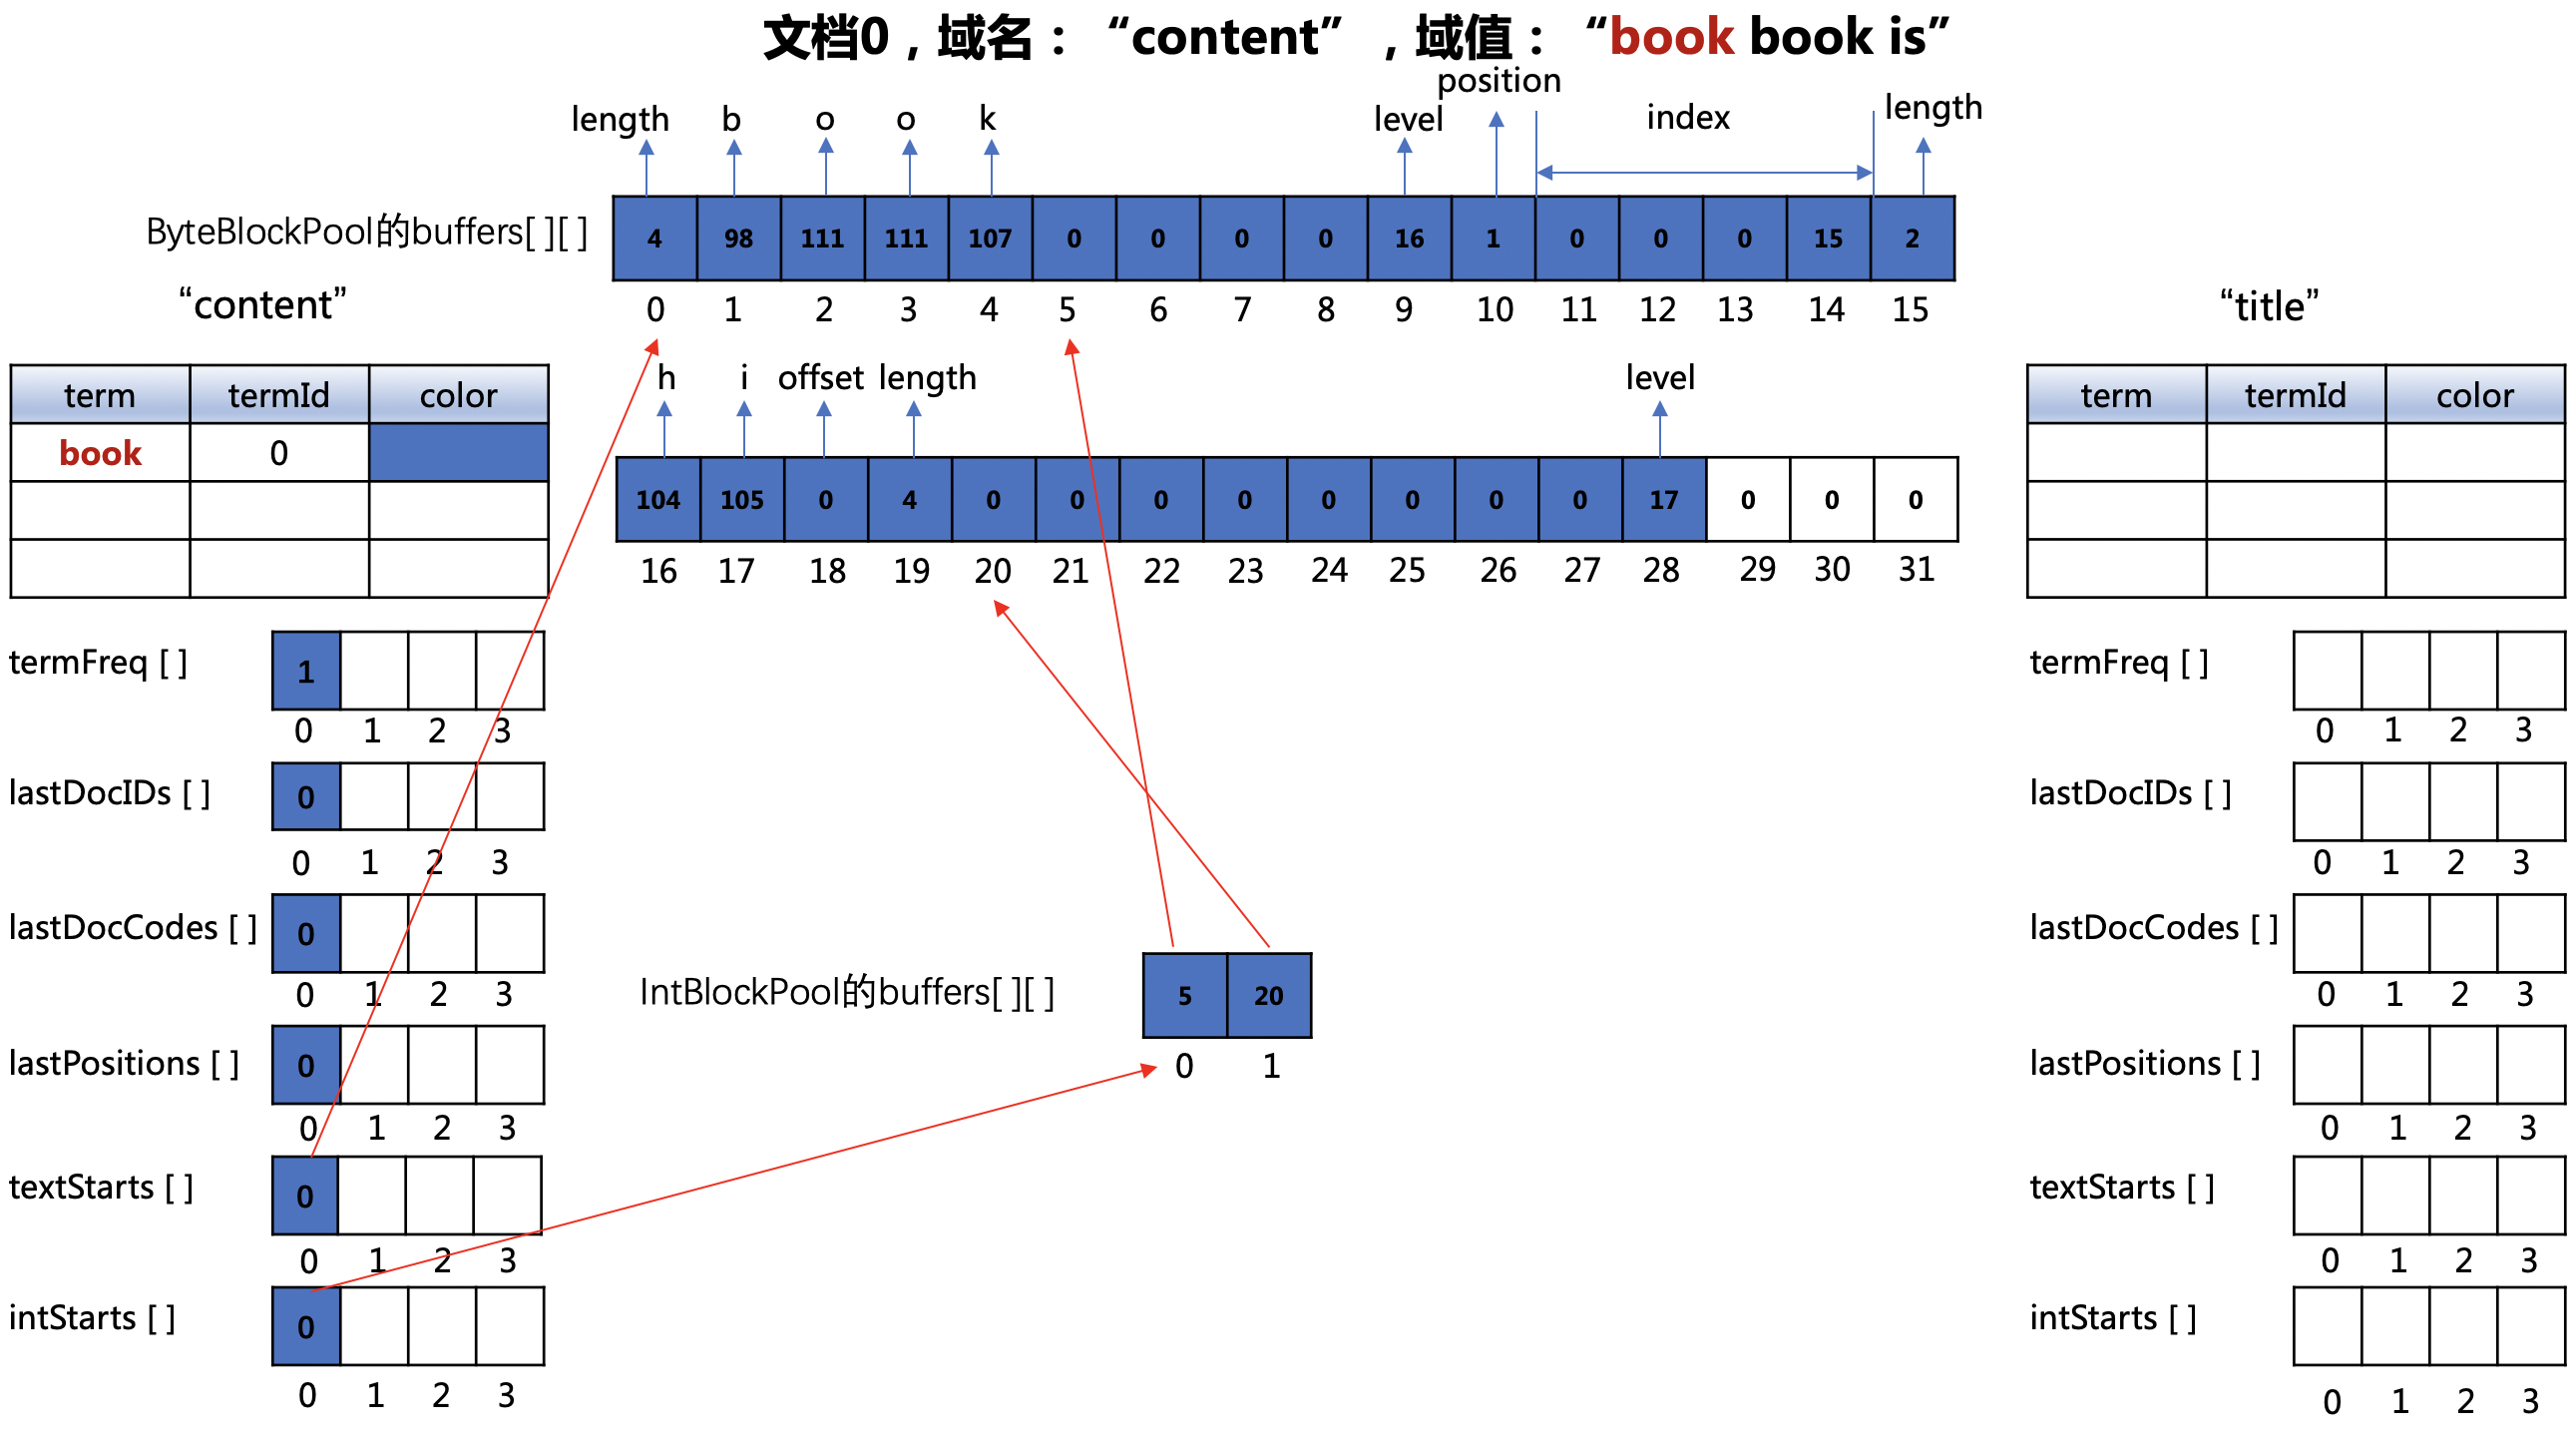 文档0，域名：“content”，域值：“book book is”
position
length b o o k level index length
ByteBlockPool的buffers[ ][ ]
4 98 111 111 107 0 0 0 0 16 1 0 0 0 15 2
0 1 2 3 4 5 6 7 8 9 10 11 12 13 14 15
“content”
“title”
h i offset length level
104 105 0 4 0 0 0 0 0 0 0 0 17 0 0 0
16 17 18 19 20 21 22 23 24 25 26 27 28 29 30 31
term termId color
book 0
termFreq [ ]
1
0 1 2 3
lastDocIDs [ ]
0
0 1 2 3
lastDocCodes [ ]
0
0 1 2 3
lastPositions [ ]
0
0 1 2 3
textStarts [ ]
0
0 1 2 3
intStarts [ ]
0
0 1 2 3
IntBlockPool的buffers[ ][ ]
5 20
0 1
term termId color
termFreq [ ]
0 1 2 3
lastDocIDs [ ]
0 1 2 3
lastDocCodes [ ]
0 1 2 3
lastPositions [ ]
0 1 2 3
textStarts [ ]
0 1 2 3
intStarts [ ]
0 1 2 3